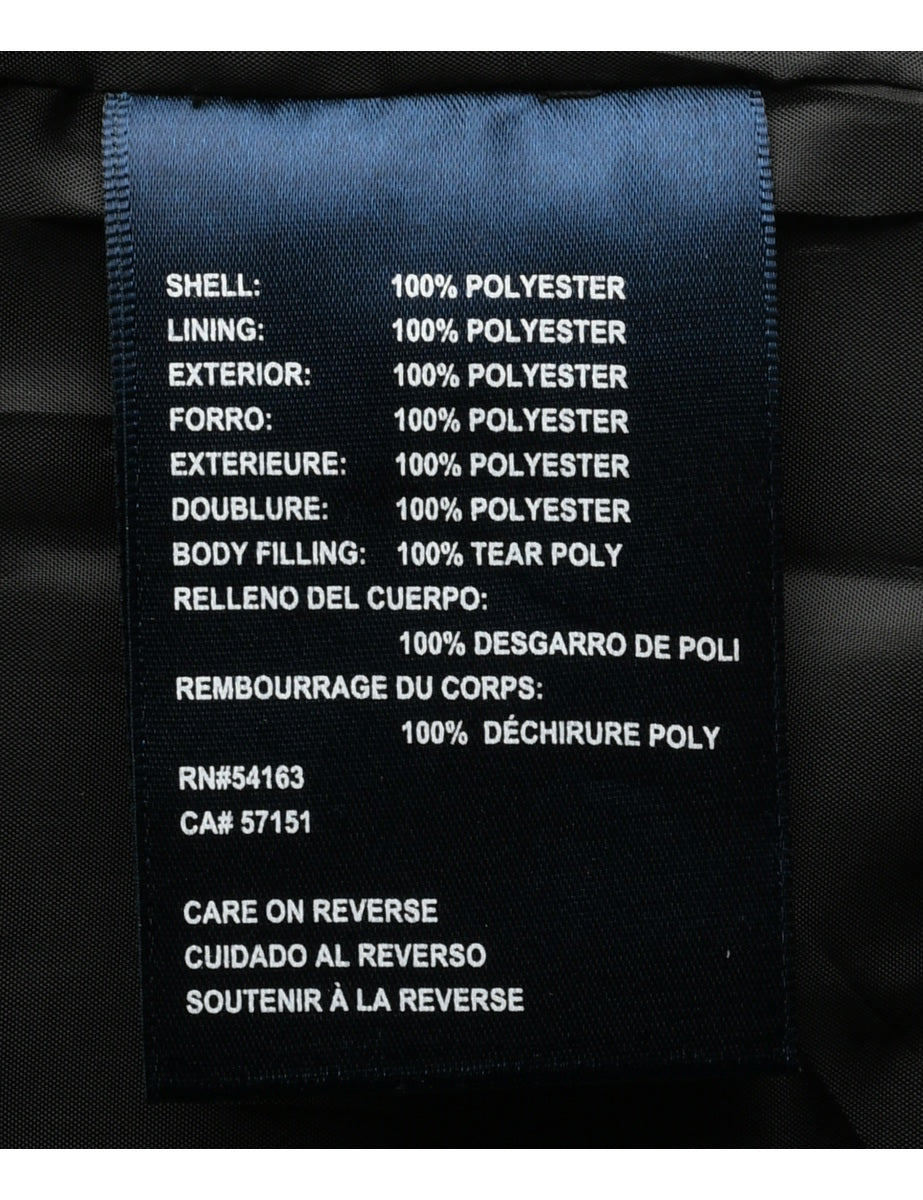 SHELL: 100% POLYESTER
LINING: 100% POLYESTER
EXTERIOR: 100% POLYESTER
FORRO: 100% POLYESTER
EXTERIEURE: 100% POLYESTER
DOUBLURE: 100% POLYESTER
BODY FILLING: 100% TEAR POLY
RELLENO DEL CUERPO:
100% DESGARRO DE POLI
REMBOURRAGE DU CORPS:
100% DÉCHIRURE POLY
RN#54163
CA# 57151
CARE ON REVERSE
CUIDADO AL REVERSO
SOUTENIR À LA REVERSE